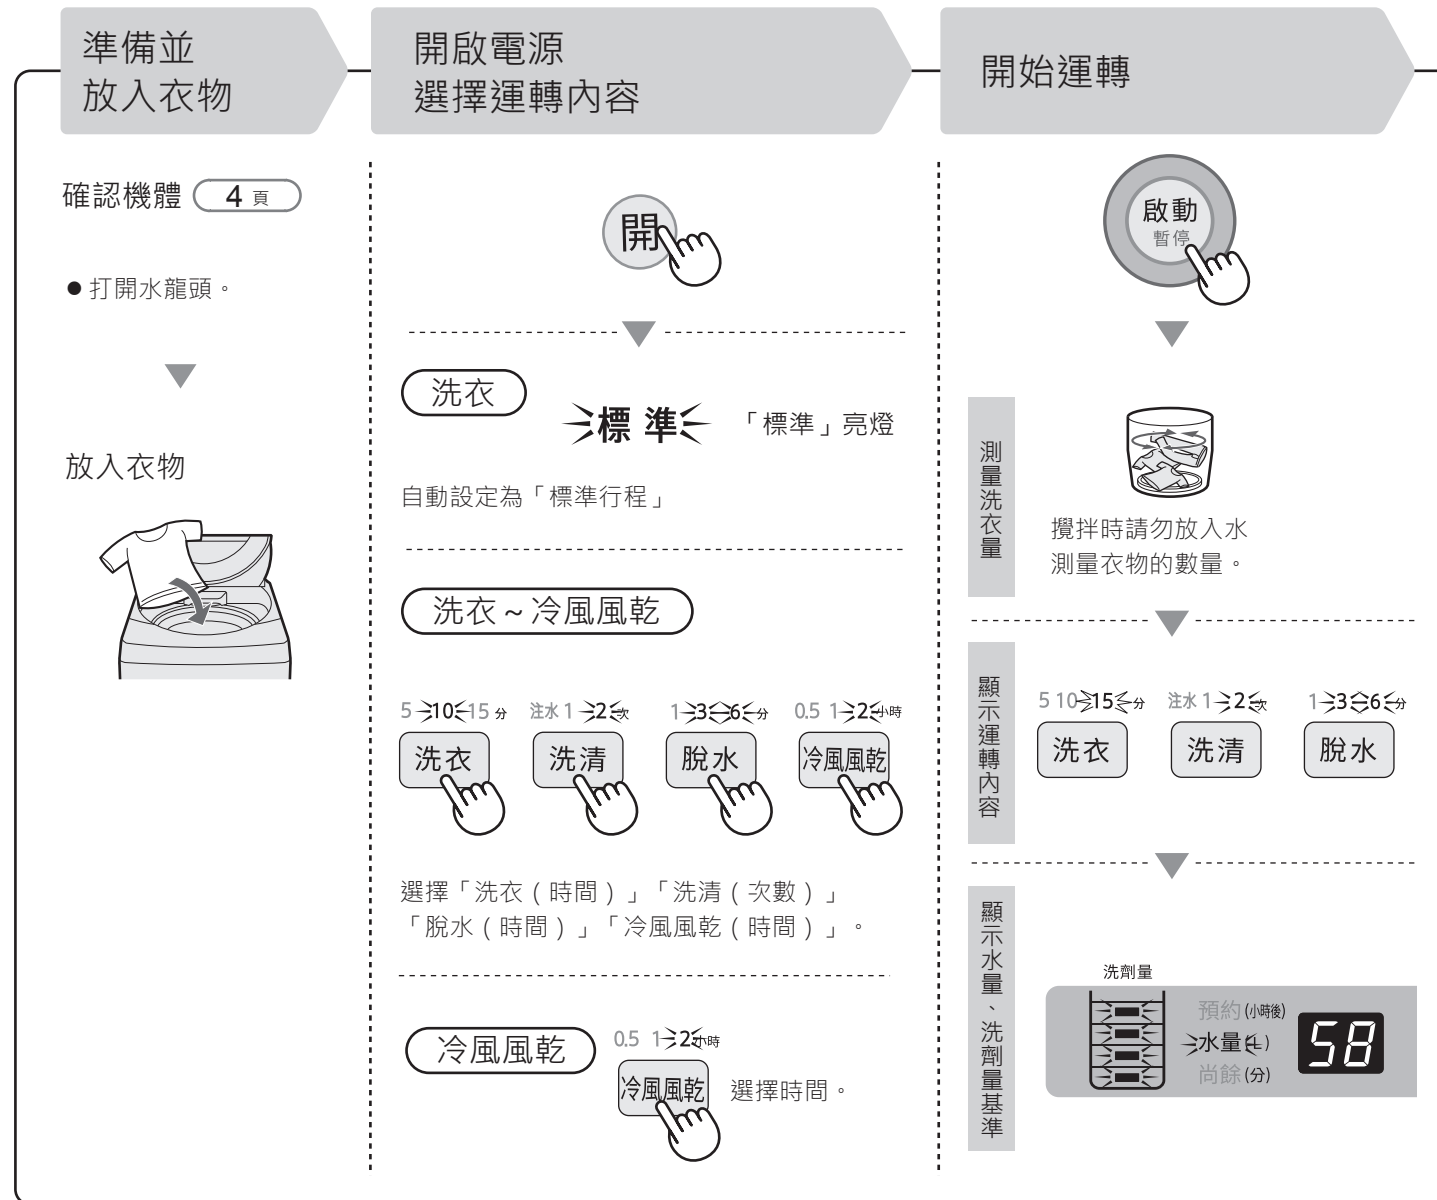 準備並
放入衣物
確認機體 4 頁
●打開水龍頭。
放入衣物
開啟電源
選擇運轉內容
開
洗衣
標 準 「標準」亮燈
自動設定為「標準行程」
洗衣~冷風風乾
5 10 15 分 注水 1 2 次 1 3 6 分 0.5 1 2 小時
洗衣 洗清 脫水 冷風風乾
選擇「洗衣(時間)」「洗清(次數)」
「脫水(時間)」「冷風風乾(時間)」。
0.5 1 2 小時
冷風風乾 冷風風乾 選擇時間。
開始運轉
啟動
暫停
測量洗衣量
攪拌時請勿放入水
測量衣物的數量。
顯示運轉內容
5 10 15 分 注水 1 2 次 1 3 6 分
洗衣 洗清 脫水
顯示水量、洗劑量基準
洗劑量
預約(小時後)
水量(L)
尚餘(分)
58